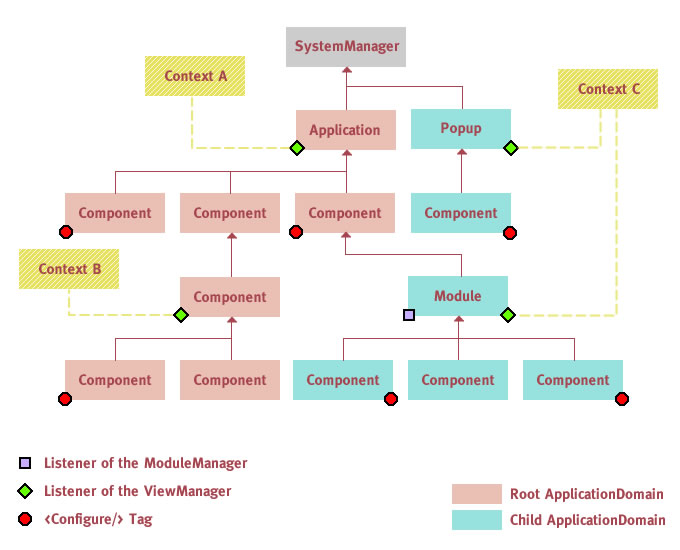 SystemManager
Context A
Context C
Application
Popup
Component
Component
Component
Component
Context B
Component
Module
Component
Component
Component
Component
Component
Listener of the ModuleManager
Listener of the ViewManager
<Configure/> Tag
Root ApplicationDomain
Child ApplicationDomain